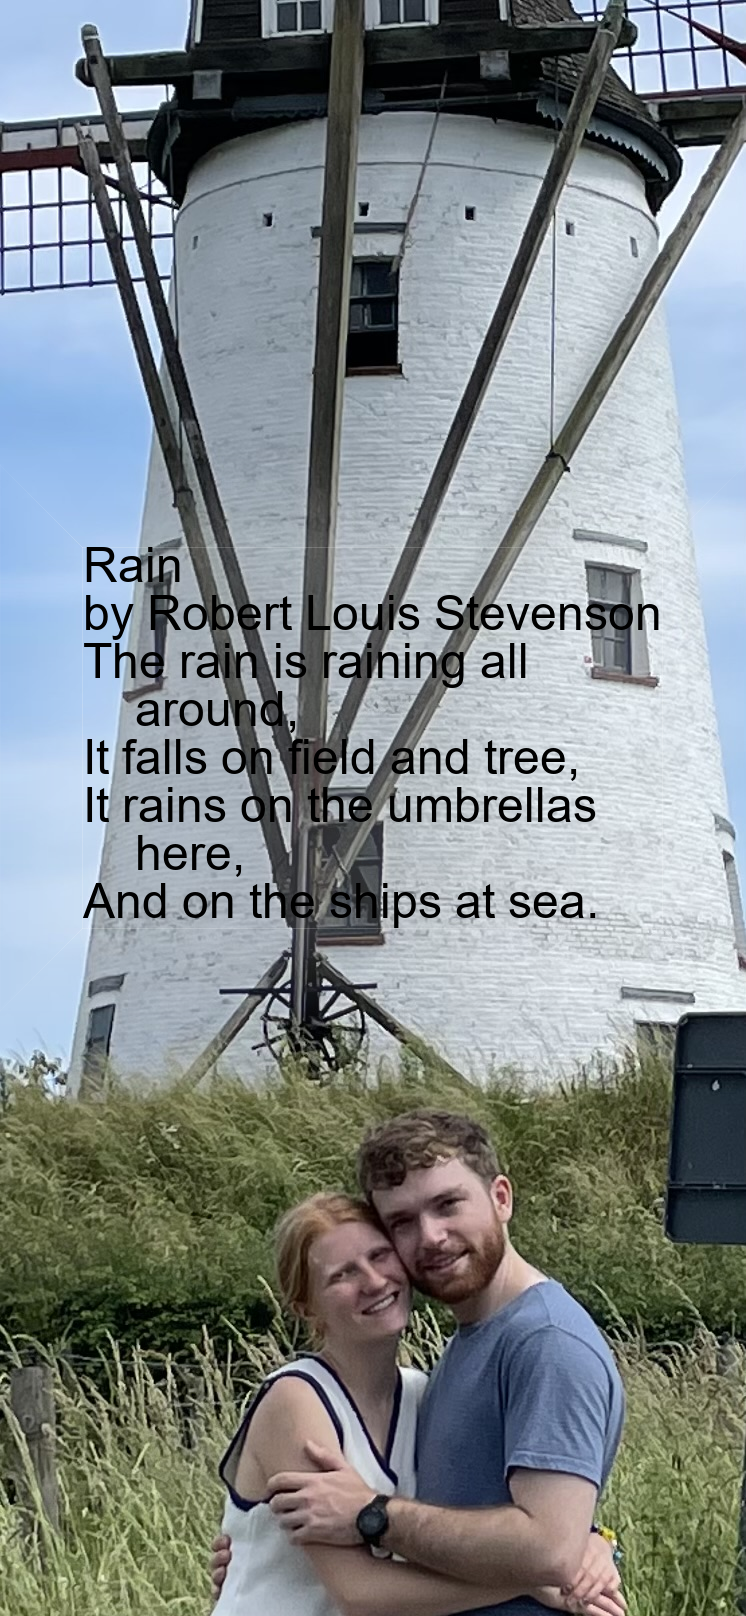 Rain
by Robert Louis Stevenson
The rain is raining all
around,
It falls on field and tree,
It rains on the umbrellas
here,
And on the ships at sea.